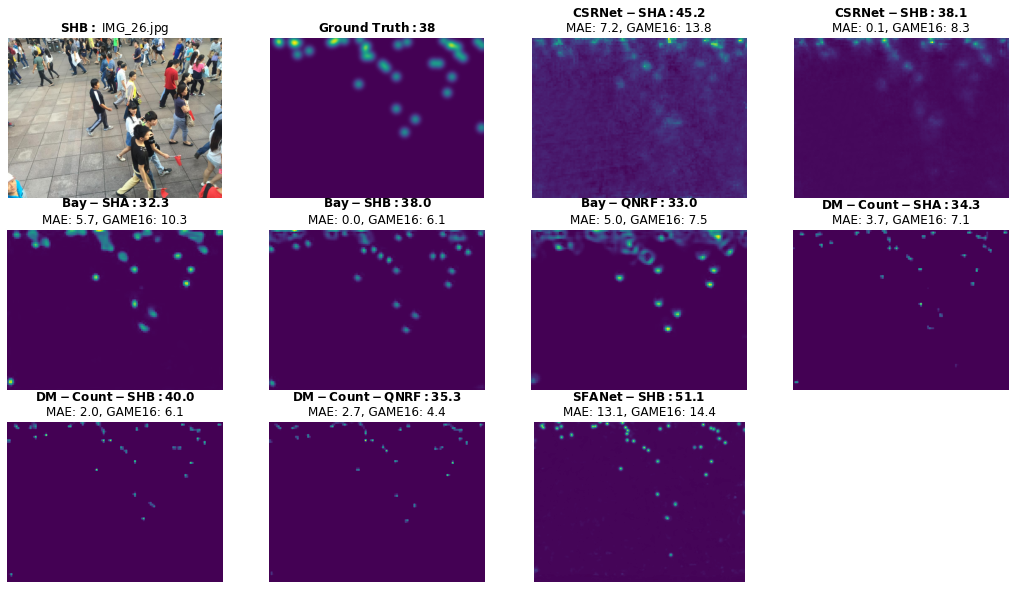 SHB: IMG_26.jpg
Ground Truth: 38
CSRNet-SHA: 45.2
MAE: 7.2, GAME16: 13.8
CSRNet-SHB: 38.1
MAE: 0.1, GAME16: 8.3
Bay-SHA: 32.3
MAE: 5.7, GAME16: 10.3
Bay-SHB: 38.0
MAE: 0.0, GAME16: 6.1
Bay-QNRF: 33.0
MAE: 5.0, GAME16: 7.5
DM-Count-SHA: 34.3
MAE: 3.7, GAME16: 7.1
DM-Count-SHB: 40.0
MAE: 2.0, GAME16: 6.1
DM-Count-QNRF: 35.3
MAE: 2.7, GAME16: 4.4
SFANet-SHB: 51.1
MAE: 13.1, GAME16: 14.4